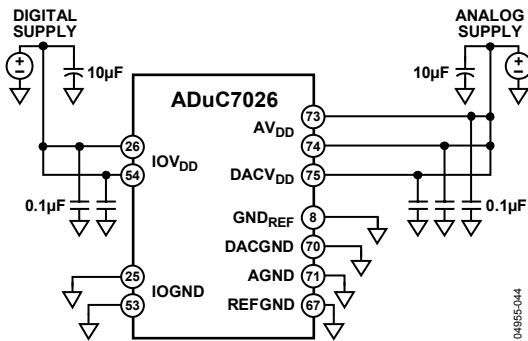 DIGITAL
SUPPLY
ANALOG
SUPPLY
+
−
10µF
10µF
+
−
ADuC7026
73
AVDD
74
26
IOVDD
54
DACVDD
75
0.1µF
0.1µF
GNDREF
8
DACGND
70
25
AGND
71
IOGND
53
REFGND
67
04955-044